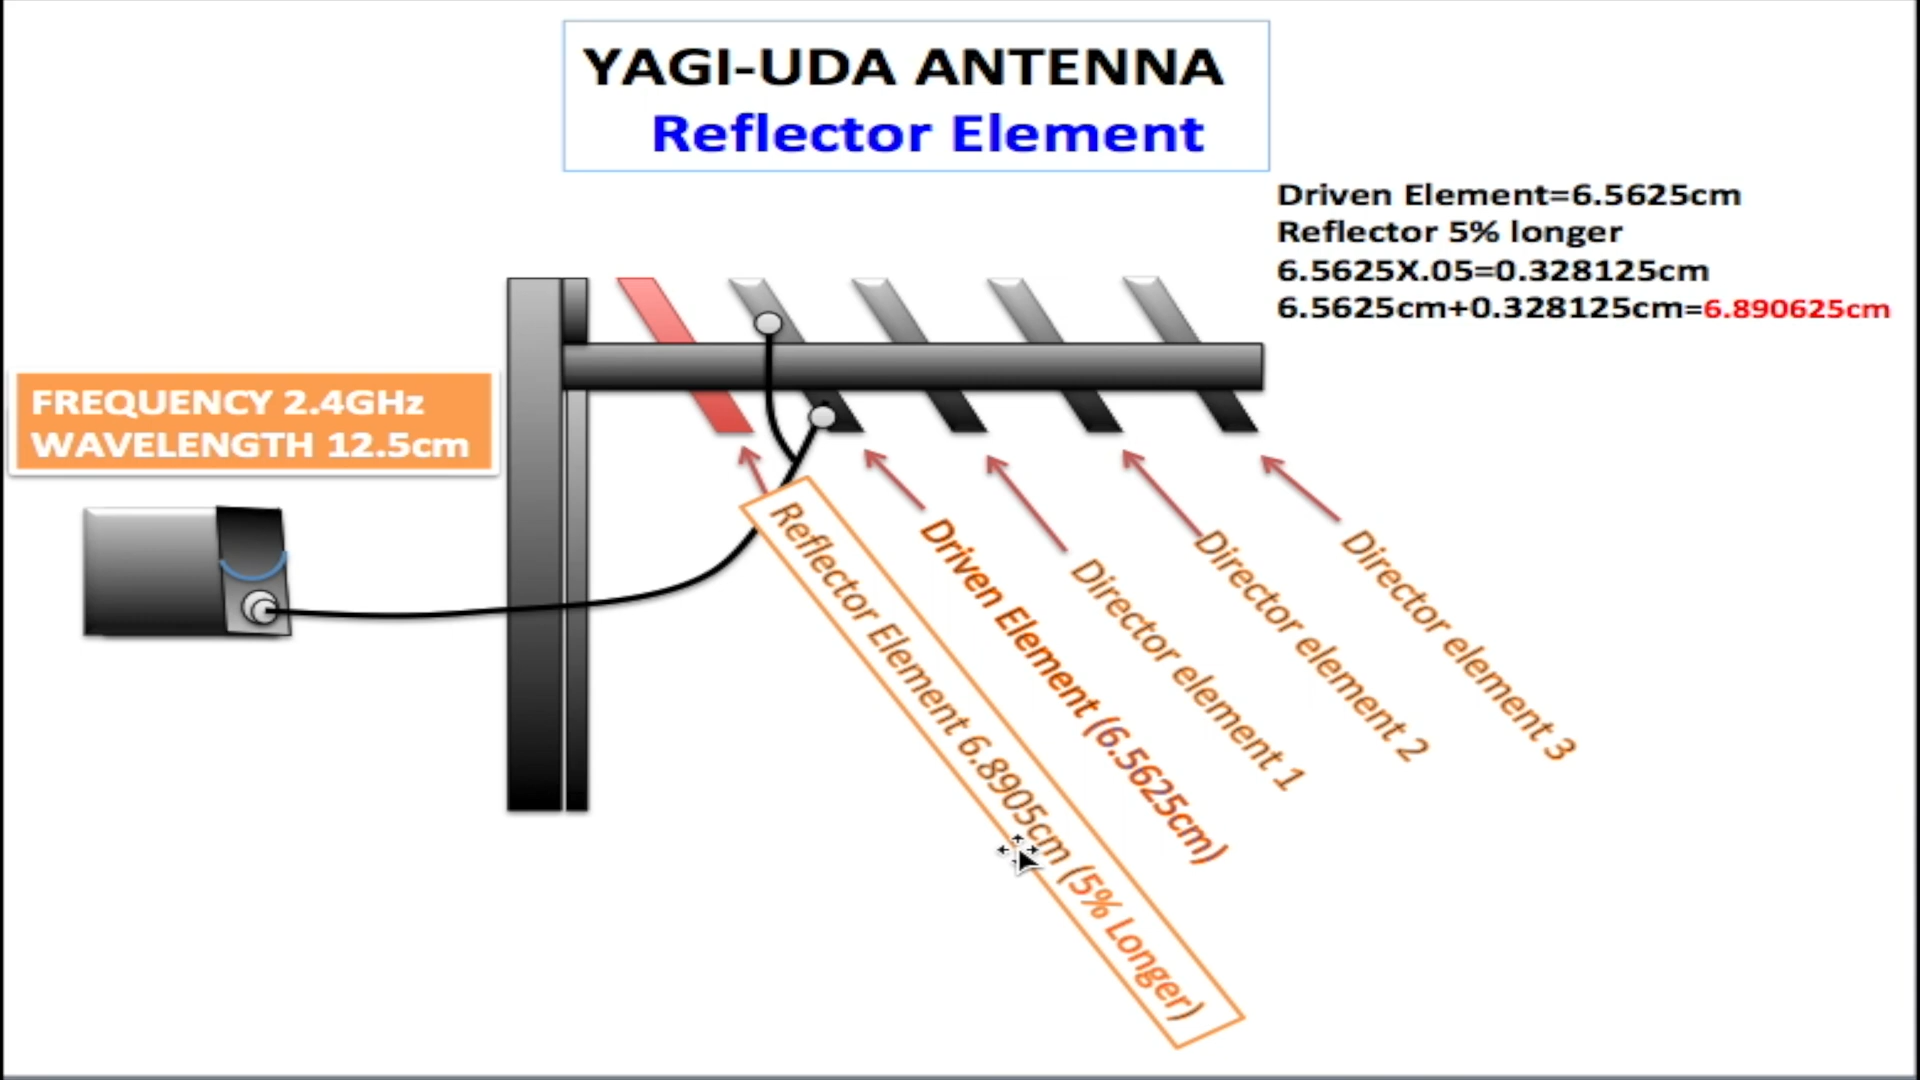 YAGI-UDA ANTENNA
Reflector Element
Driven Element=6.5625cm
Reflector 5% longer
6.5625X.05=0.328125cm
6.5625cm+0.328125cm=6.890625cm
FREQUENCY 2.4GHz
WAVELENGTH 12.5cm
Reflector Element 6.8905cm (5% Longer)
Driven Element (6.5625cm)
Director element 1
Director element 2
Director element 3